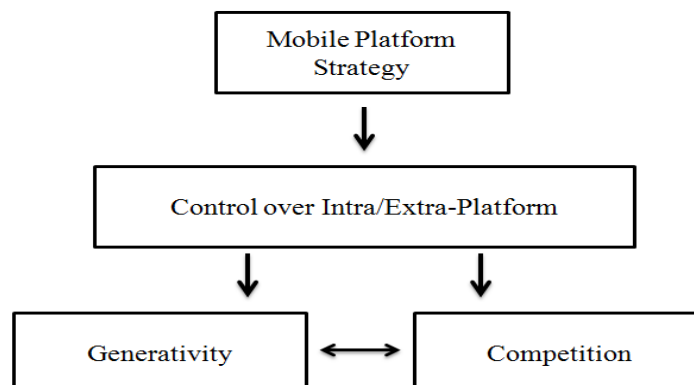 Mobile Platform
Strategy
Control over Intra/Extra-Platform
Generativity
Competition